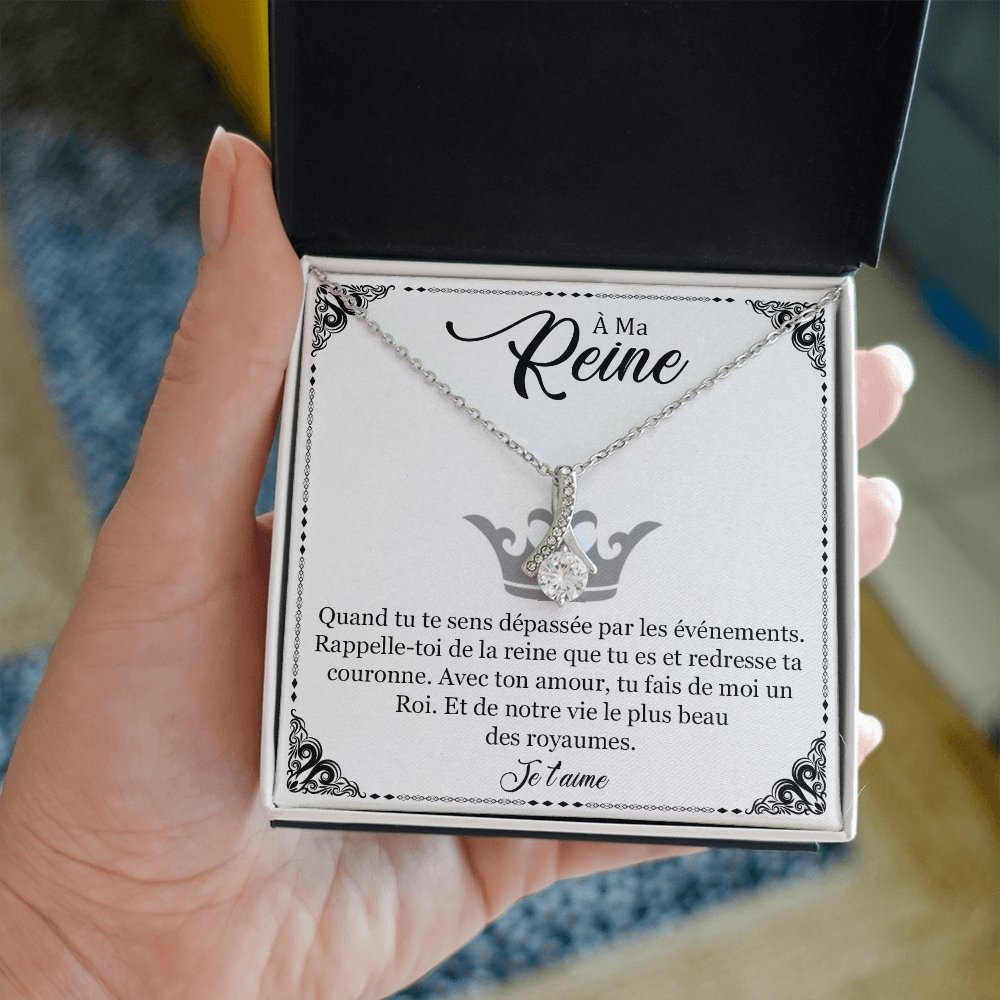 À Ma
Reine
Quand tu te sens dépassée par les événements.
Rappelle-toi de la reine que tu es et redresse ta
couronne. Avec ton amour, tu fais de moi un
Roi. Et de notre vie le plus beau
des royaumes.
Je t'aime